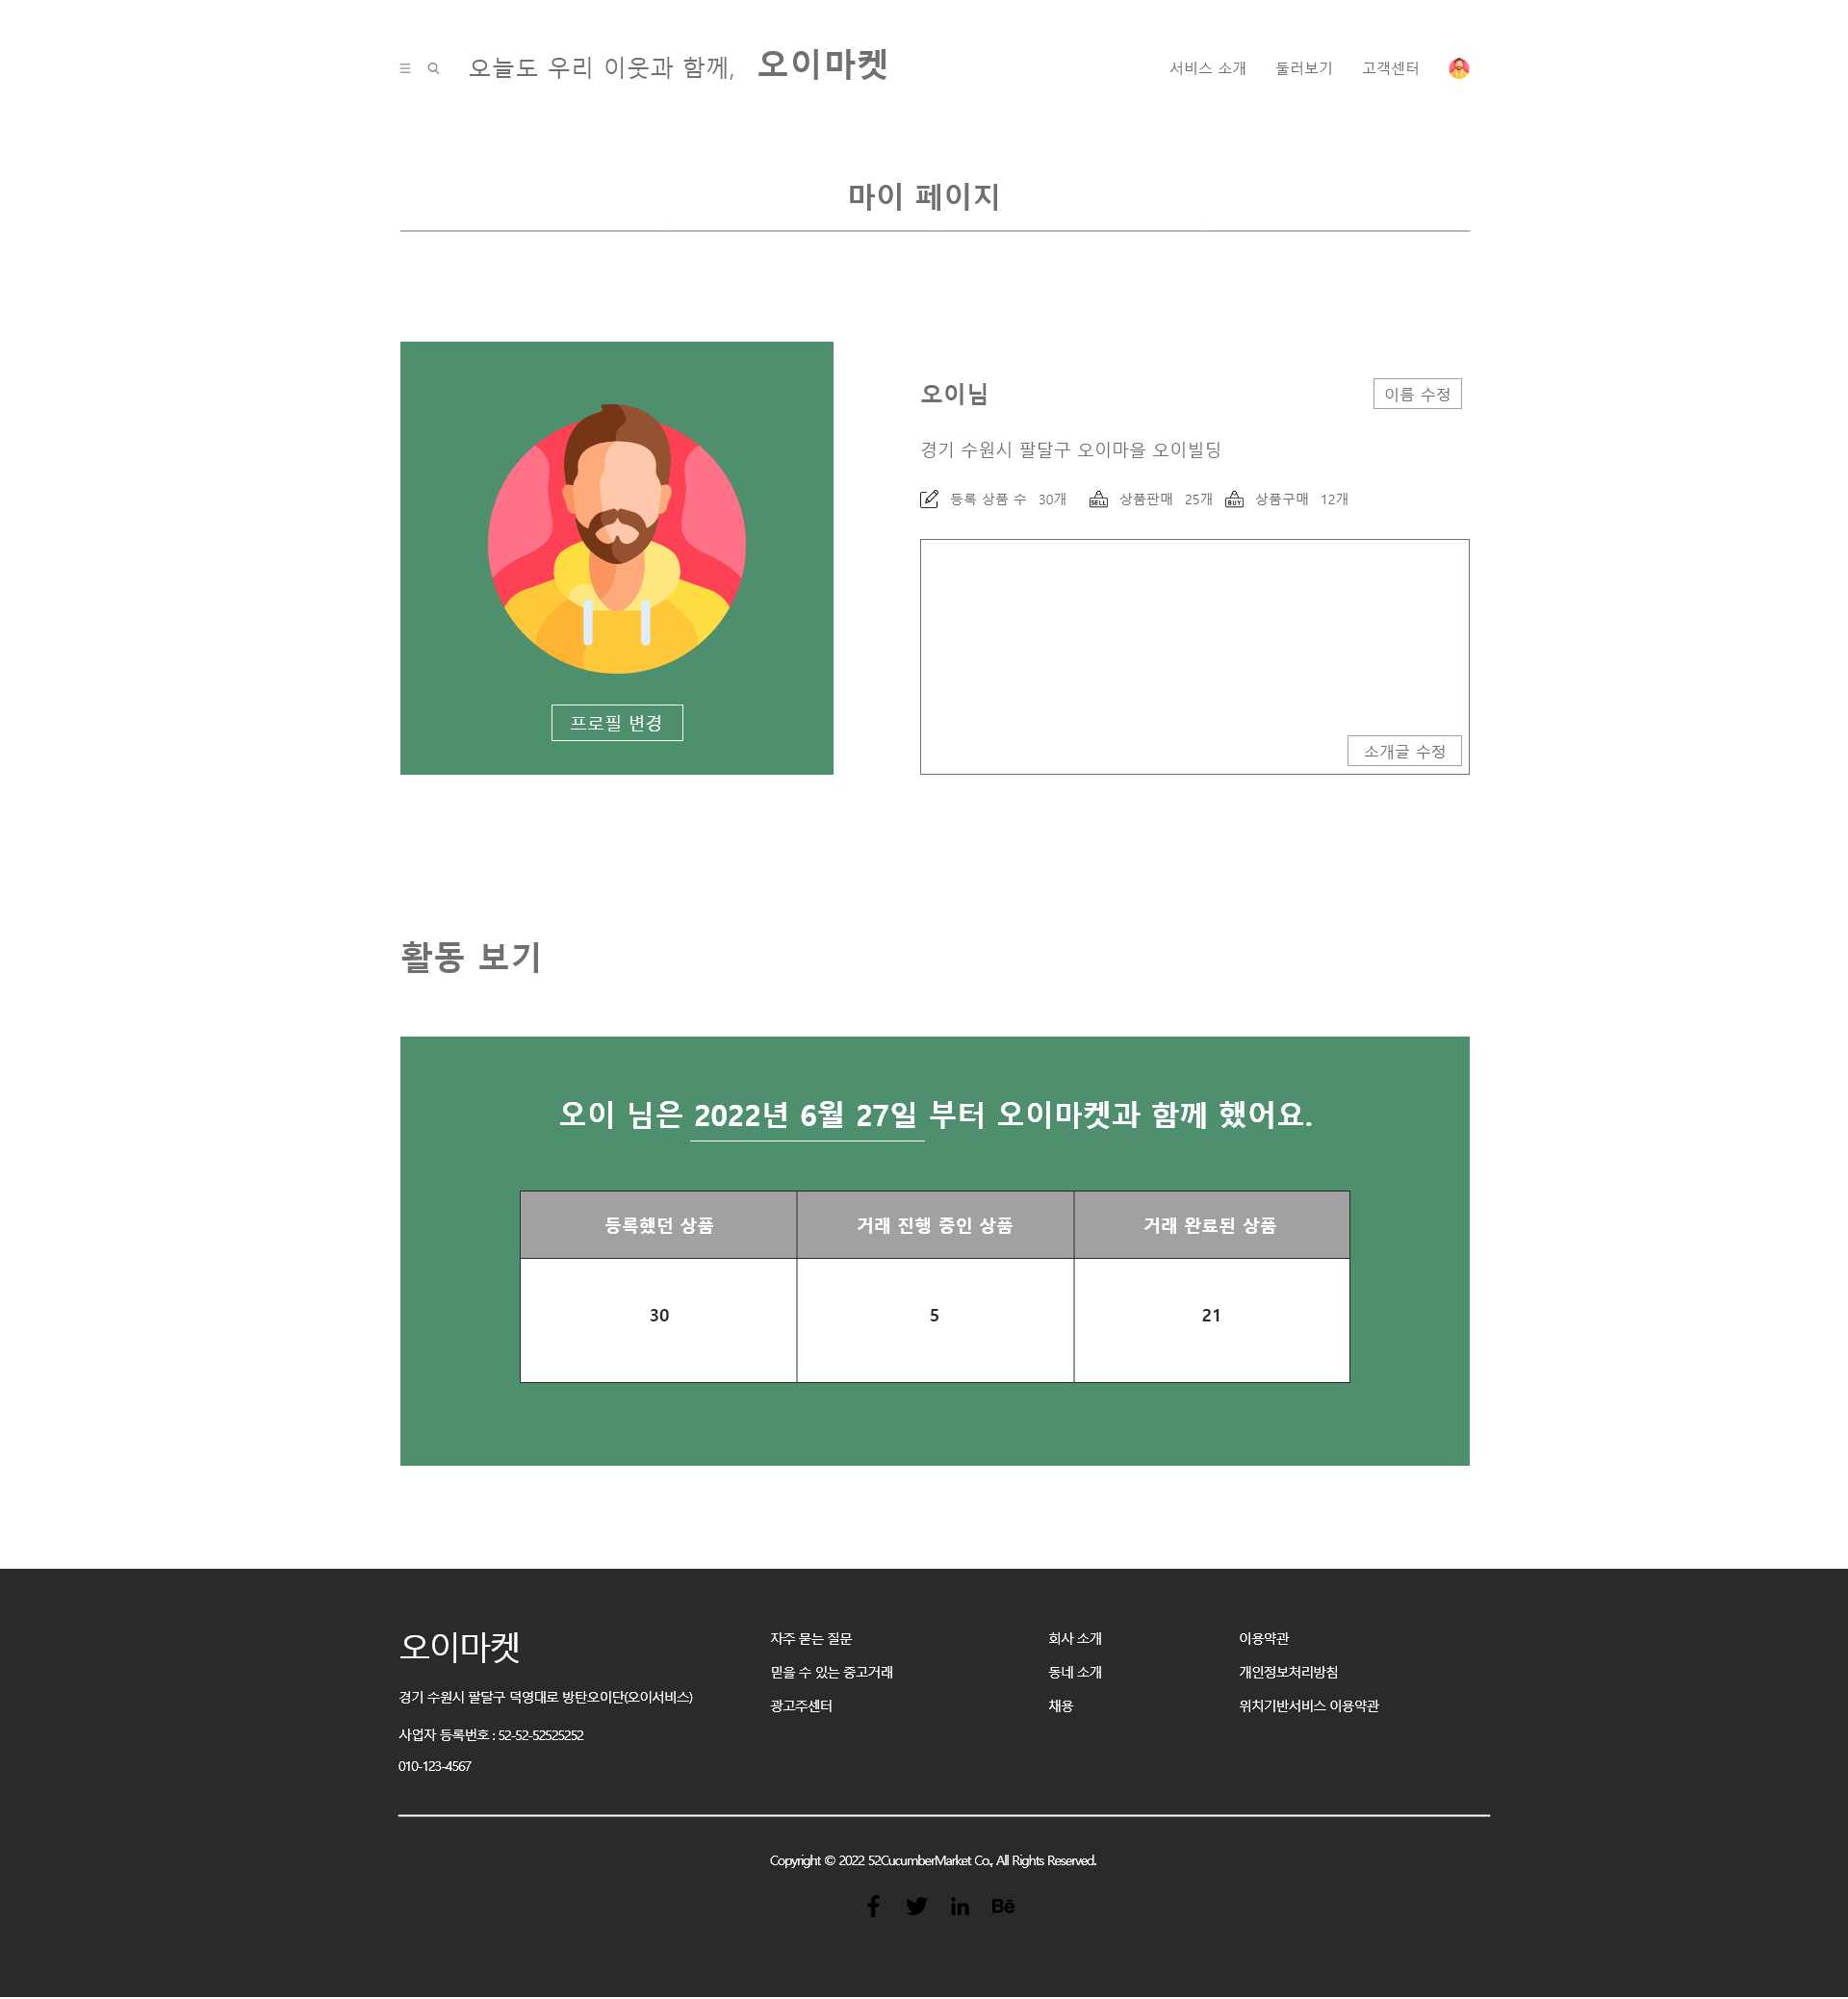 오늘도 우리 이웃과 함께, 오이마켓
서비스 소개 둘러보기 고객센터
마이 페이지
오이님
이름 수정
경기 수원시 팔달구 오이마을 오이빌딩
등록 상품 수 30개 SELL 상품판매 25개 BUY 상품구매 12개
프로필 변경
소개글 수정
활동 보기
오이 님은 2022년 6월 27일 부터 오이마켓과 함께 했어요.
등록했던 상품 거래 진행 중인 상품 거래 완료된 상품
30 5 21
오이마켓
경기 수원시 팔달구 덕영대로 방탄오이단(오이서비스)
사업자 등록번호 : 52-52-52525252
010-123-4567
자주 묻는 질문
믿을 수 있는 중고거래
광고주센터
회사 소개
동네 소개
채용
이용약관
개인정보처리방침
위치기반서비스 이용약관
Copyright © 2022 52CucumberMarket Co., All Rights Reserved.
f in Bē